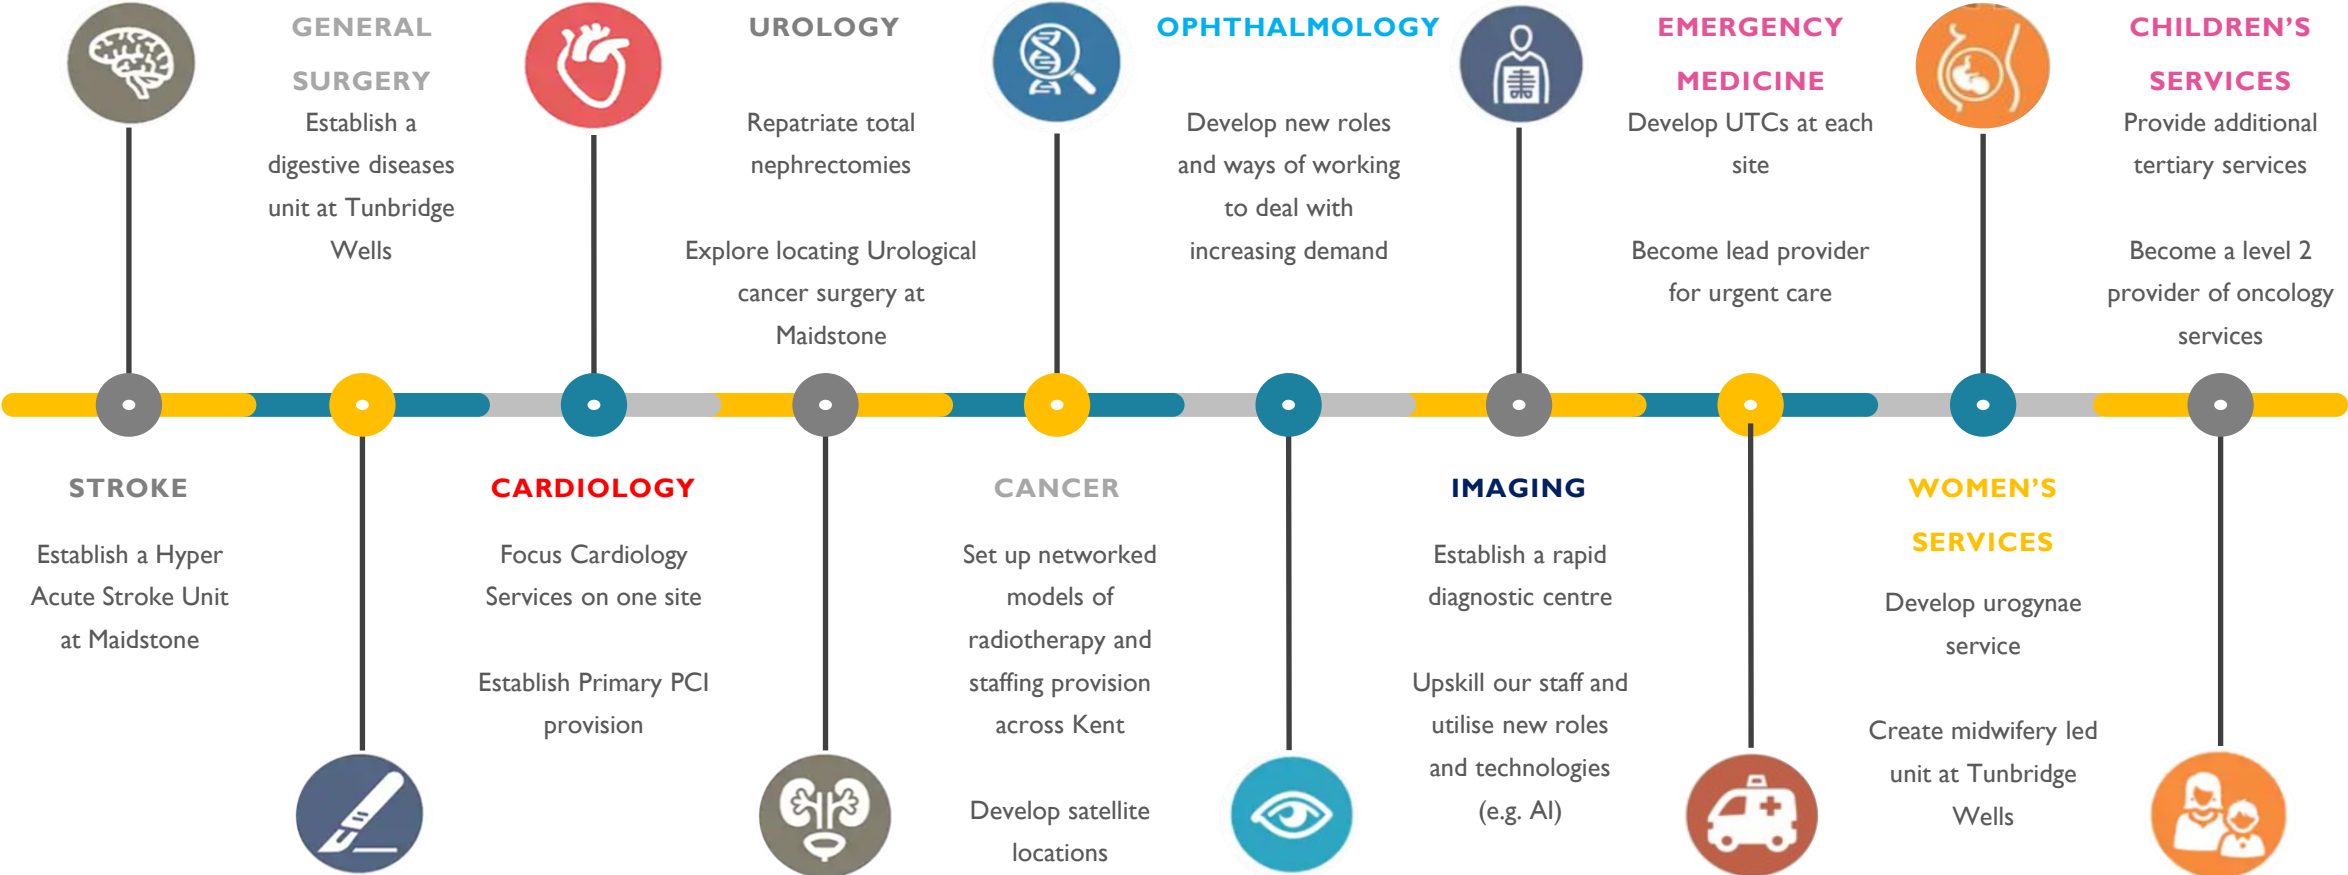 GENERAL
SURGERY
Establish a
digestive diseases
unit at Tunbridge
Wells
UROLOGY
Repatriate total
nephrectomies
Explore locating Urological
cancer surgery at
Maidstone
OPHTHALMOLOGY
Develop new roles
and ways of working
to deal with
increasing demand
EMERGENCY
MEDICINE
Develop UTCs at each
site
Become lead provider
for urgent care
CHILDREN’S
SERVICES
Provide additional
tertiary services
Become a level 2
provider of oncology
services
STROKE
Establish a Hyper
Acute Stroke Unit
at Maidstone
CARDIOLOGY
Focus Cardiology
Services on one site
Establish Primary PCI
provision
CANCER
Set up networked
models of
radiotherapy and
staffing provision
across Kent
Develop satellite
locations
IMAGING
Establish a rapid
diagnostic centre
Upskill our staff and
utilise new roles
and technologies
(e.g. AI)
WOMEN’S
SERVICES
Develop urogynae
service
Create midwifery led
unit at Tunbridge
Wells